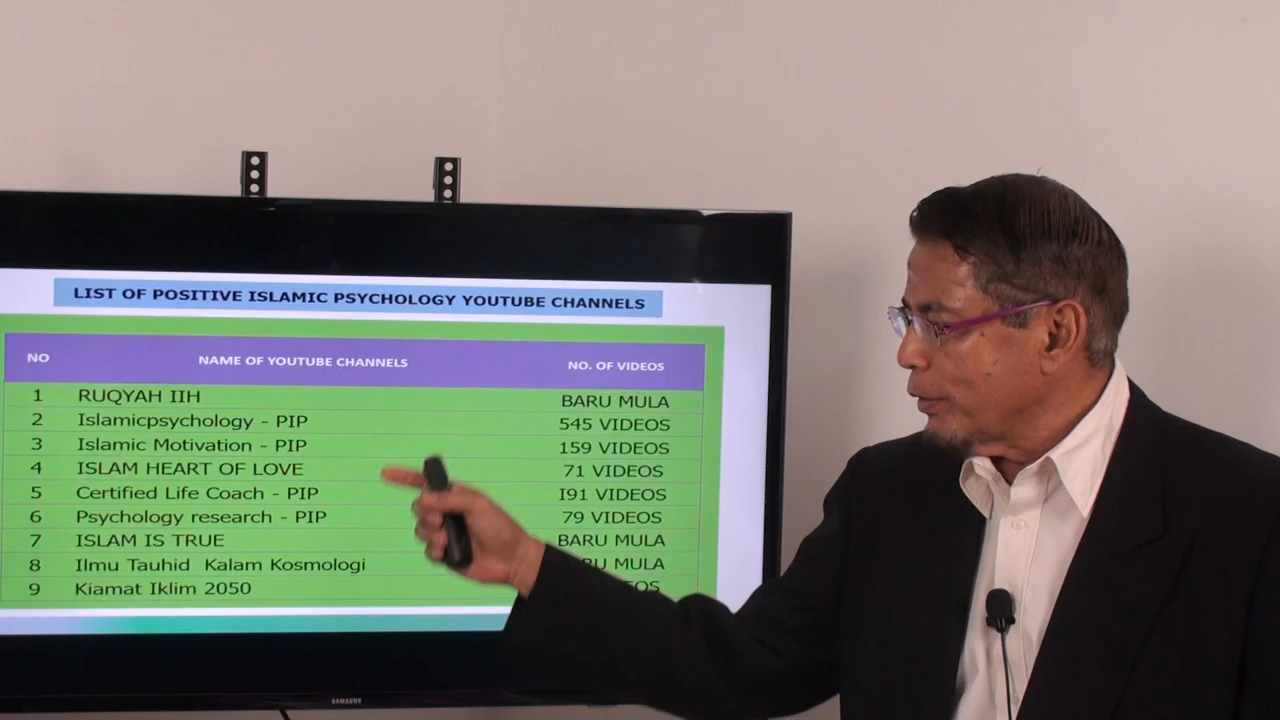 LIST OF POSITIVE ISLAMIC PSYCHOLOGY YOUTUBE CHANNELS
NO NAME OF YOUTUBE CHANNELS NO. OF VIDEOS
1 RUQYAH IIH BARU MULA
2 Islamicpsychology - PIP 545 VIDEOS
3 Islamic Motivation - PIP 159 VIDEOS
4 ISLAM HEART OF LOVE 71 VIDEOS
5 Certified Life Coach - PIP I91 VIDEOS
6 Psychology research - PIP 79 VIDEOS
7 ISLAM IS TRUE BARU MULA
8 Ilmu Tauhid Kalam Kosmologi MULA
9 Kiamat Iklim 2050
SAMSUNG